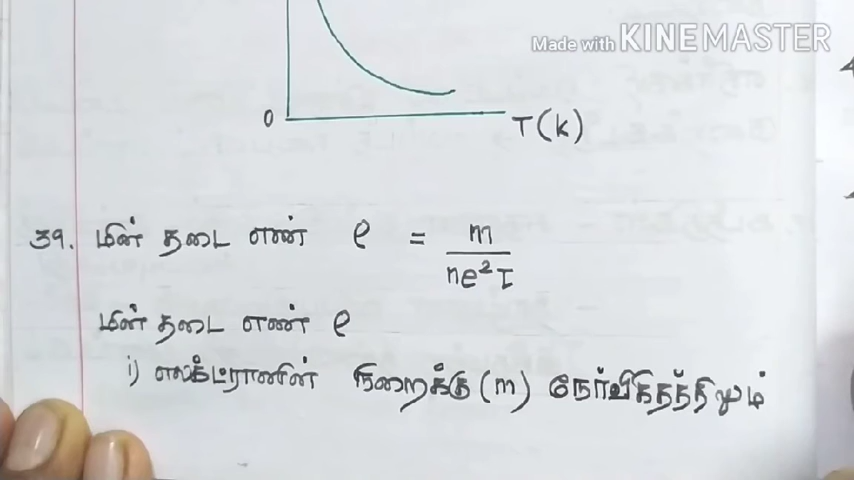 Made with KINEMASTER
0
T(K)
39. மின் தடை எண் ρ = m / ne²τ
மின் தடை எண் ρ
i) எலக்ட்ரானின் நிறைக்கு (m) நேர்விகிதத்திலும்